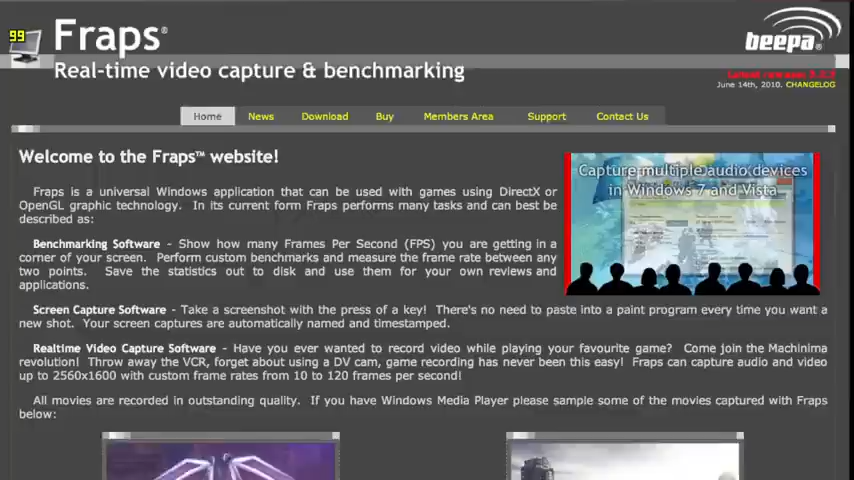 99
Fraps®
Real-time video capture & benchmarking
beepa®
Latest release: 3.2.3
June 14th, 2010. CHANGELOG
Home News Download Buy Members Area Support Contact Us
Welcome to the Fraps™ website!
Fraps is a universal Windows application that can be used with games using DirectX or
OpenGL graphic technology. In its current form Fraps performs many tasks and can best be
described as:
Capture multiple audio devices
in Windows 7 and Vista
Benchmarking Software - Show how many Frames Per Second (FPS) you are getting in a
corner of your screen. Perform custom benchmarks and measure the frame rate between any
two points. Save the statistics out to disk and use them for your own reviews and
applications.
Screen Capture Software - Take a screenshot with the press of a key! There's no need to paste into a paint program every time you want a
new shot. Your screen captures are automatically named and timestamped.
Realtime Video Capture Software - Have you ever wanted to record video while playing your favourite game? Come join the Machinima
revolution! Throw away the VCR, forget about using a DV cam, game recording has never been this easy! Fraps can capture audio and video
up to 2560x1600 with custom frame rates from 10 to 120 frames per second!
All movies are recorded in outstanding quality. If you have Windows Media Player please sample some of the movies captured with Fraps
below: